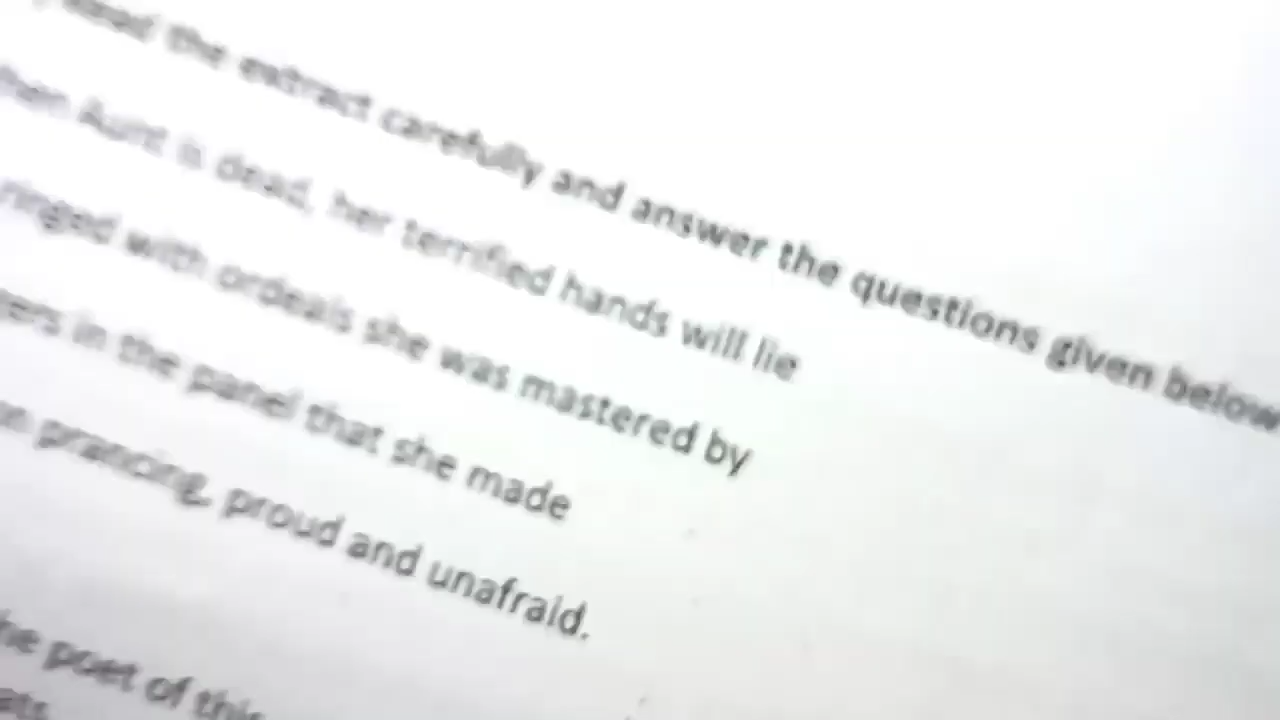 Read the extract carefully and answer the questions given below
Aunt is dead, her terrified hands will lie
ringed with ordeals she was mastered by
in the panel that she made
prancing, proud and unafraid.
poet of this